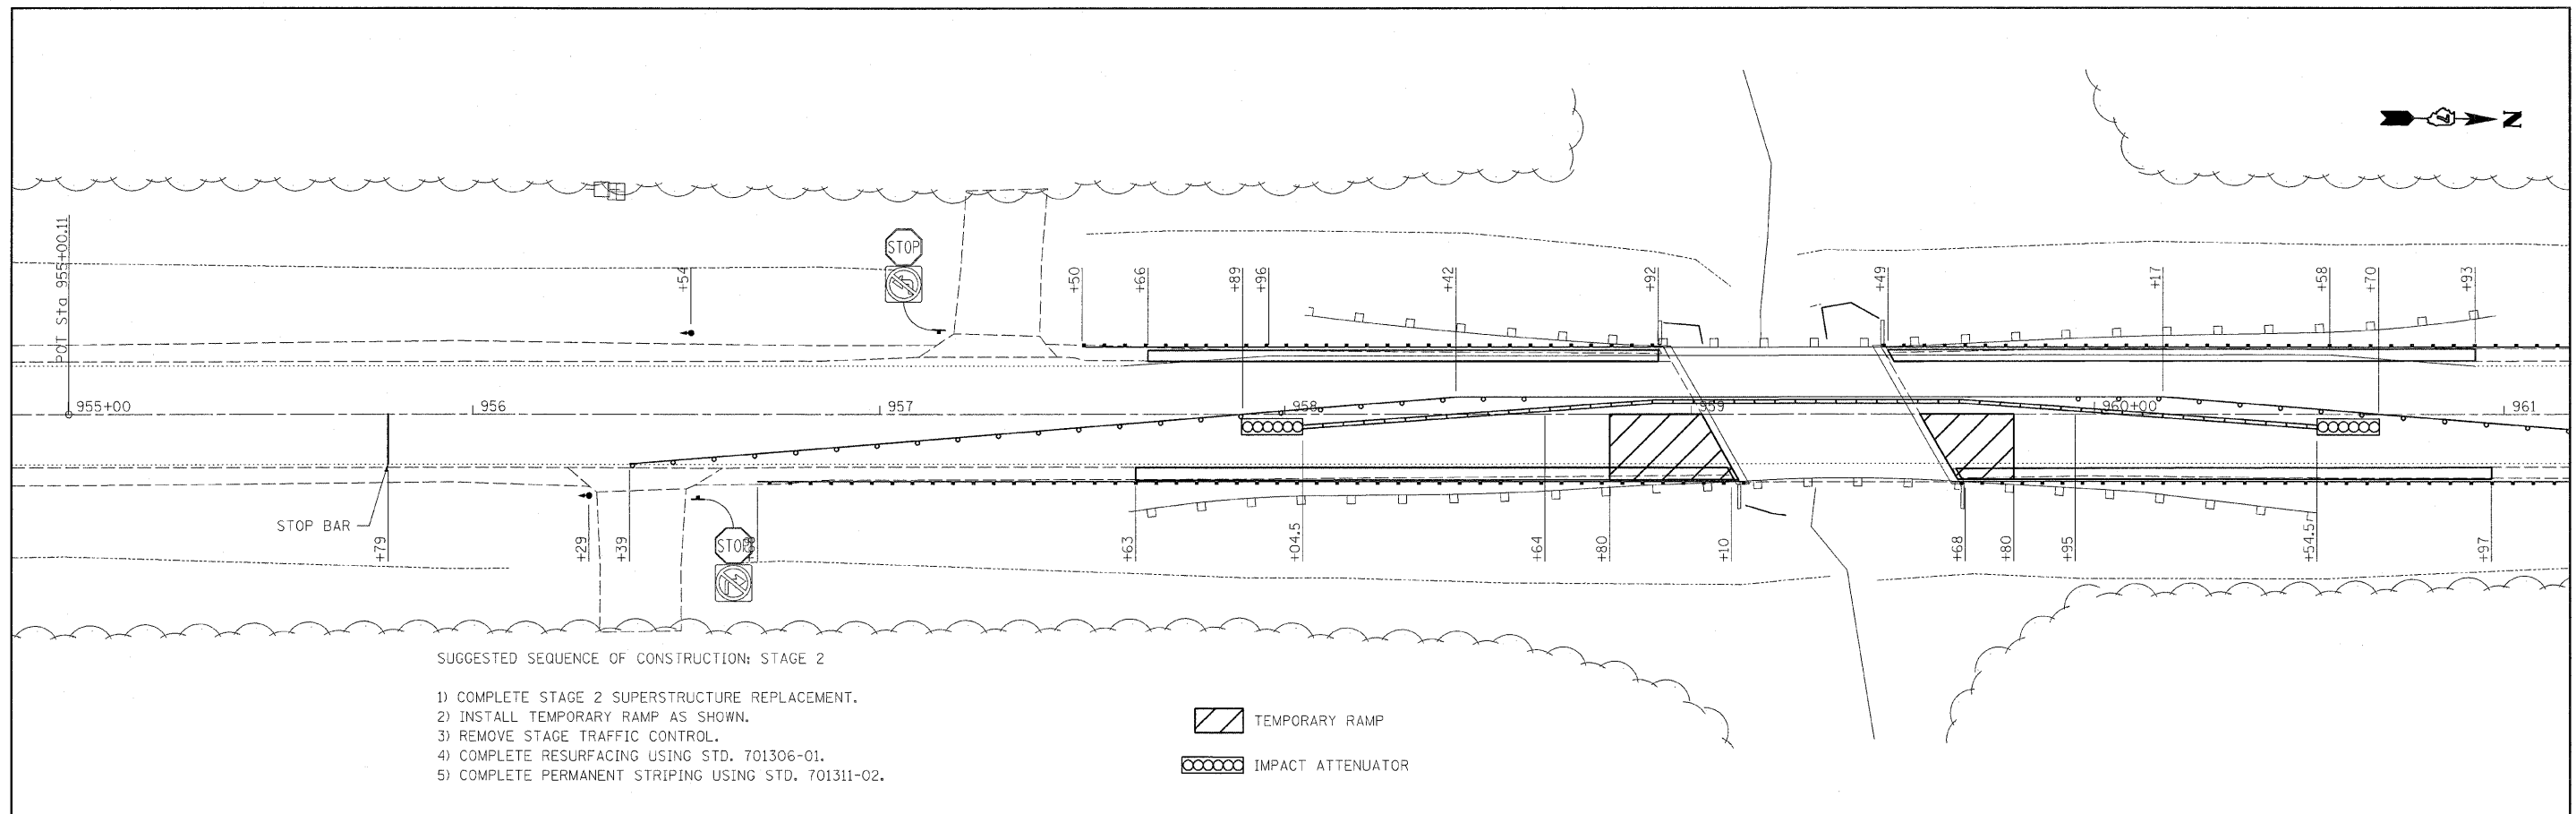 N
POT Sta 955+00.11
+54
STOP
+50
+66
+89
+96
+42
+92
+49
+17
+58
+70
+93
955+00
956
957
958
959
960+00
961
STOP BAR
+79
+29
+39
STOP
+63
+04.5
+64
+80
+10
+68
+80
+95
+54.5
+97
SUGGESTED SEQUENCE OF CONSTRUCTION: STAGE 2
1) COMPLETE STAGE 2 SUPERSTRUCTURE REPLACEMENT.
2) INSTALL TEMPORARY RAMP AS SHOWN.
3) REMOVE STAGE TRAFFIC CONTROL.
4) COMPLETE RESURFACING USING STD. 701306-01.
5) COMPLETE PERMANENT STRIPING USING STD. 701311-02.
TEMPORARY RAMP
IMPACT ATTENUATOR